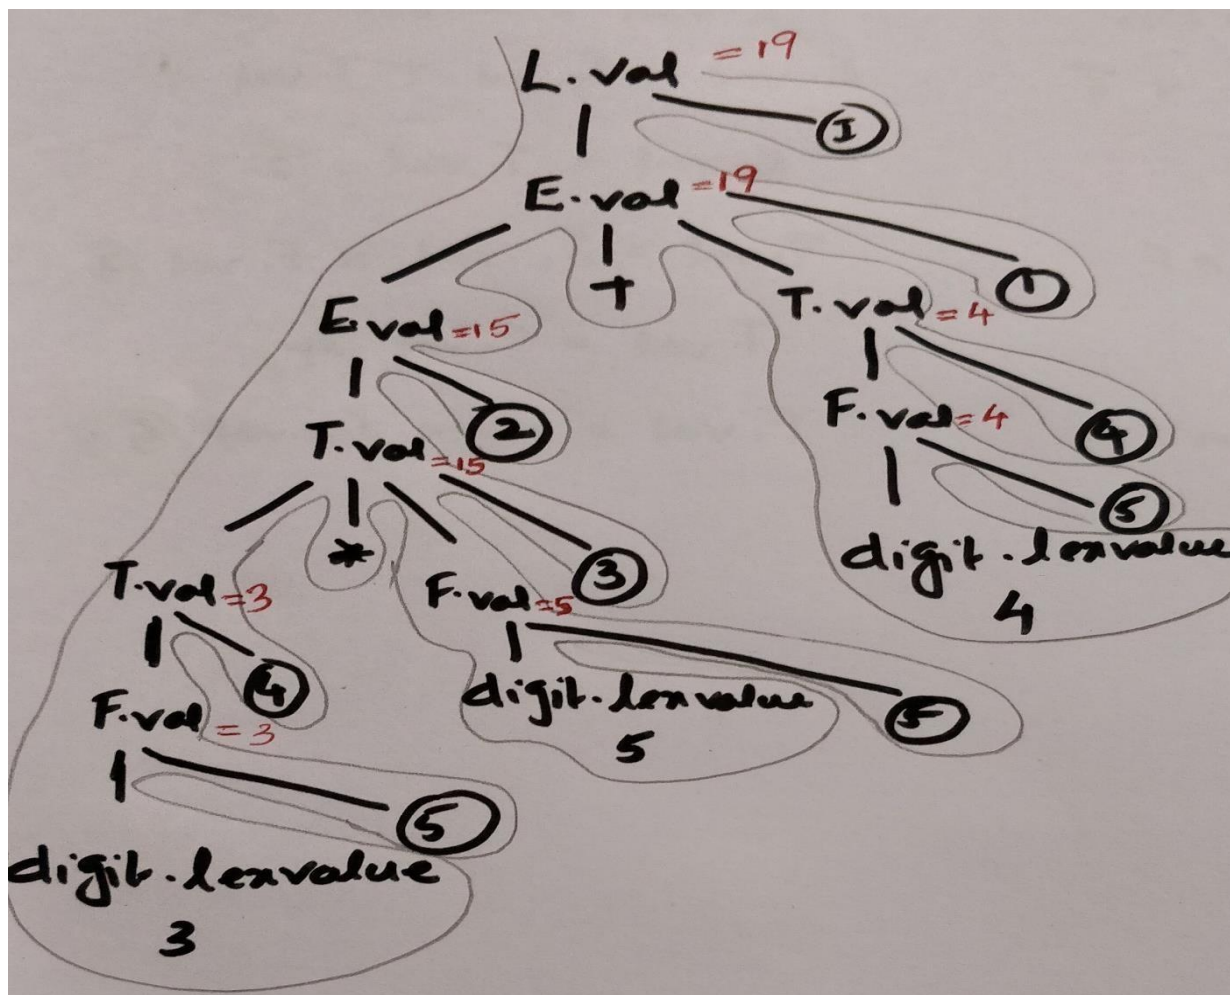 L.val = 19
I
E.val = 19
+
1
E.val = 15
T.val = 4
2
T.val = 15
F.val = 4
4
*
3
5
T.val = 3
F.val = 5
digit.lexvalue
4
4
F.val = 3
digit.lexvalue
5
5
5
digit.lexvalue
3